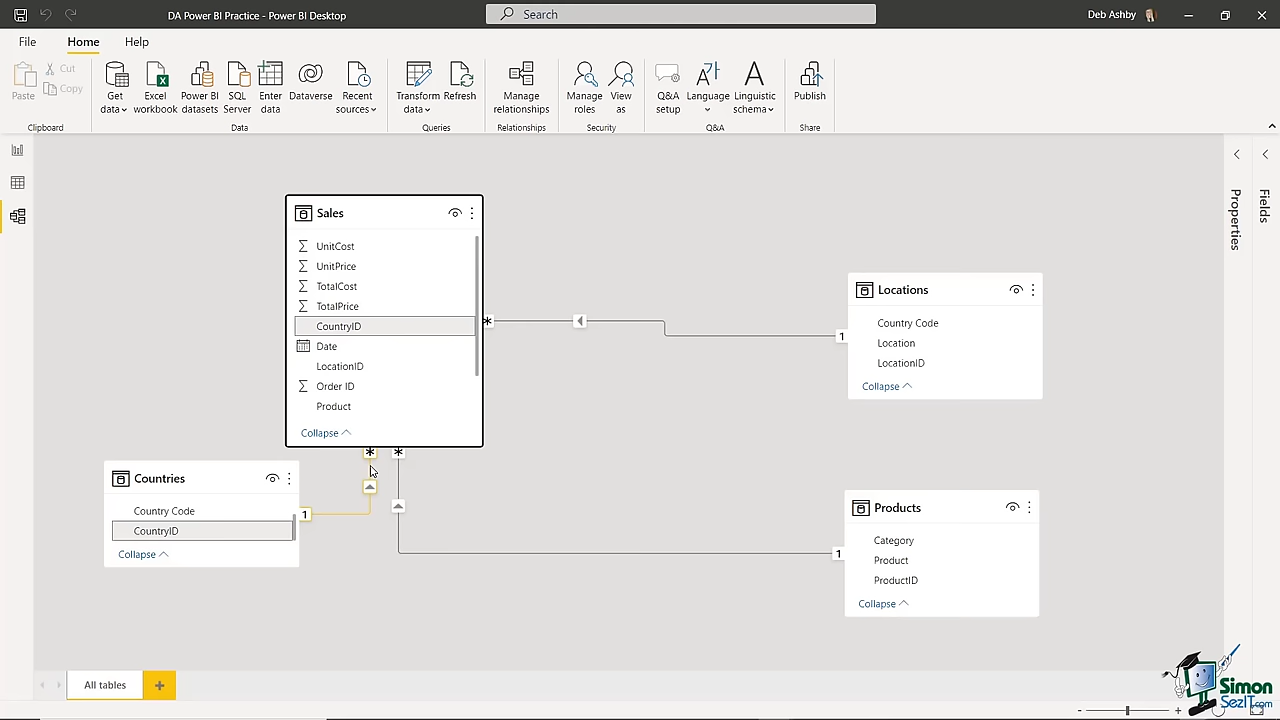 DA Power BI Practice - Power BI Desktop
Search
Deb Ashby
File Home Help
Paste
Cut
Copy
Clipboard
Get data
Excel workbook
Power BI datasets
SQL Server
Enter data
Dataverse
Recent sources
Data
Transform data
Refresh
Queries
Manage relationships
Relationships
Manage roles
View as
Security
Q&A setup
Language
Linguistic schema
Q&A
Publish
Share
Properties
Fields
Sales
UnitCost
UnitPrice
TotalCost
TotalPrice
CountryID
Date
LocationID
Order ID
Product
Collapse
*
1
Locations
Country Code
Location
LocationID
Collapse
* *
Countries
Country Code
CountryID
Collapse
1
1
Products
Category
Product
ProductID
Collapse
All tables
+
- +
Simon
SezIT.com